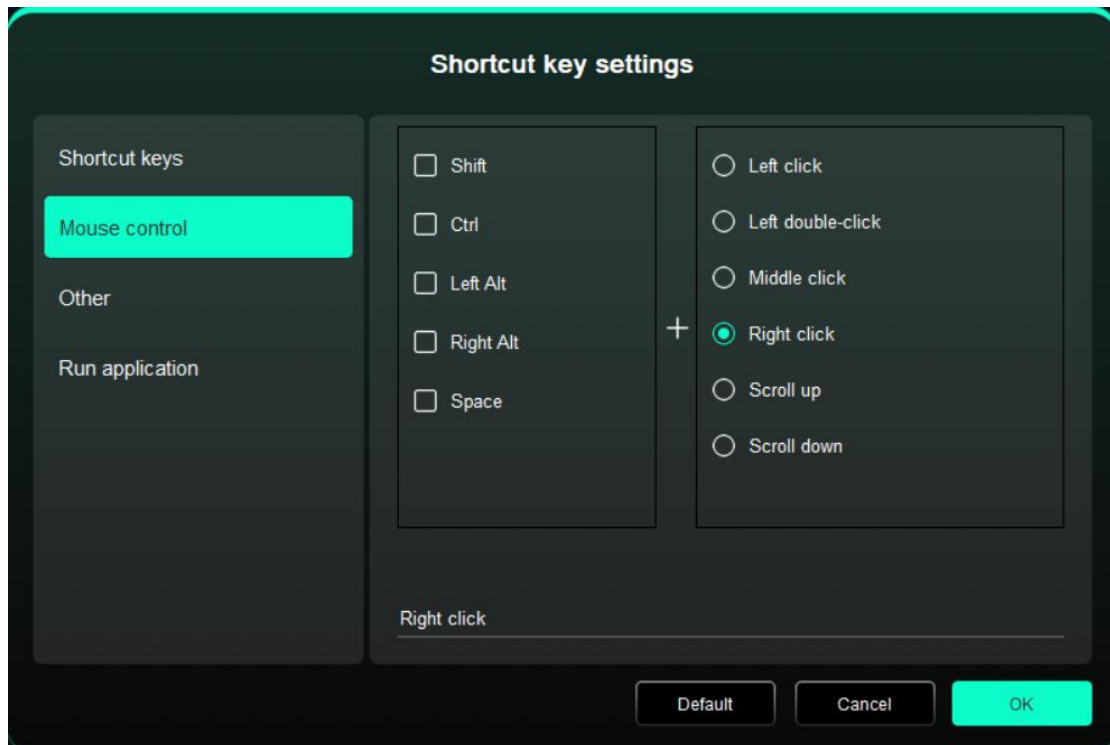 Shortcut key settings
Shortcut keys
Mouse control
Other
Run application
Shift
Ctrl
Left Alt
Right Alt
Space
+
Left click
Left double-click
Middle click
Right click
Scroll up
Scroll down
Right click
Default
Cancel
OK